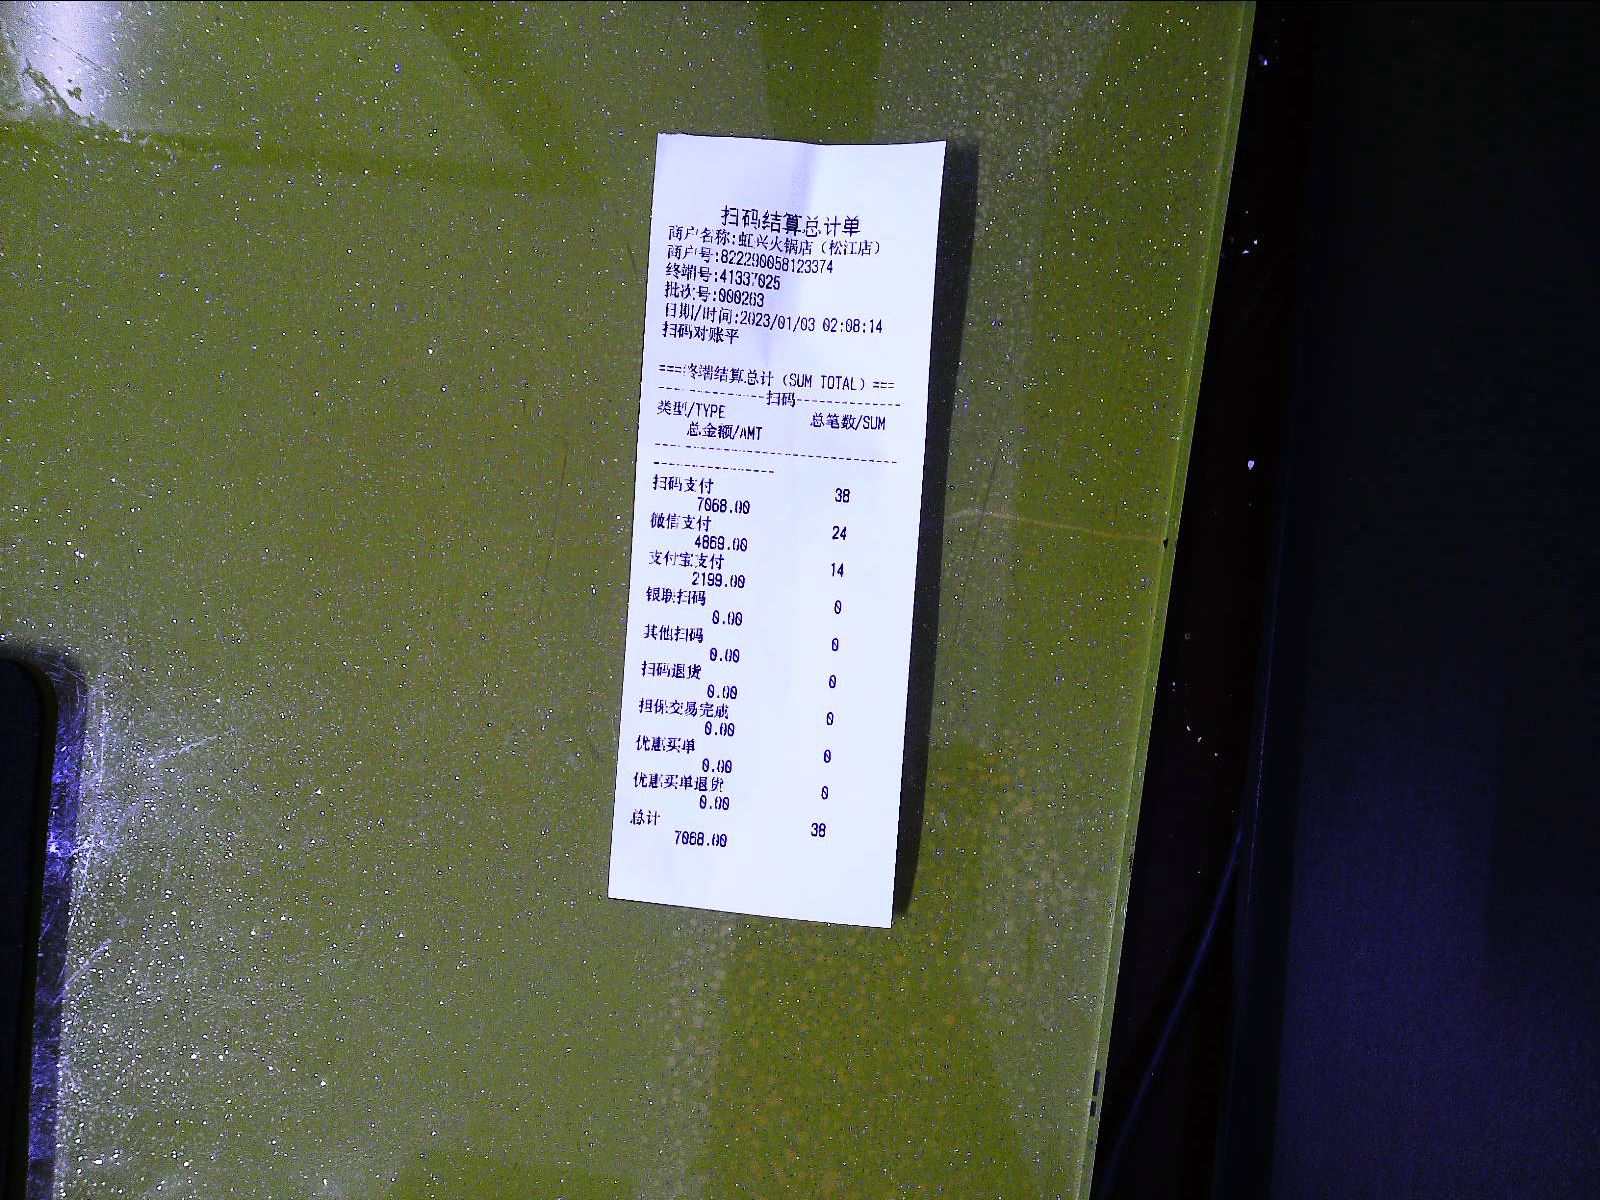 扫码结算总计单
商户名称:虹兴火锅店（松江店）
商户号:822290058123374
终端号:41337025
批次号:000263
日期/时间:2023/01/03 02:08:14
扫码对账平
===终端结算总计（SUM TOTAL）===
------------扫码------------
类型/TYPE 总笔数/SUM
总金额/AMT
--------------------------------
----------------
扫码支付 38
7068.00
微信支付 24
4869.00
支付宝支付 14
2199.00
银联扫码 0
0.00
其他扫码 0
0.00
扫码退货 0
0.00
担保交易完成 0
0.00
优惠买单 0
0.00
优惠买单退货 0
0.00
总计 38
7068.00